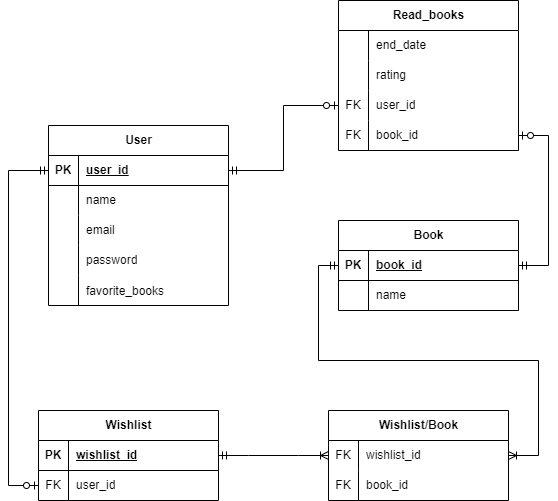 Read_books
end_date
rating
FK user_id
FK book_id
User
PK user_id
name
email
password
favorite_books
Book
PK book_id
name
Wishlist
PK wishlist_id
FK user_id
Wishlist/Book
FK wishlist_id
FK book_id